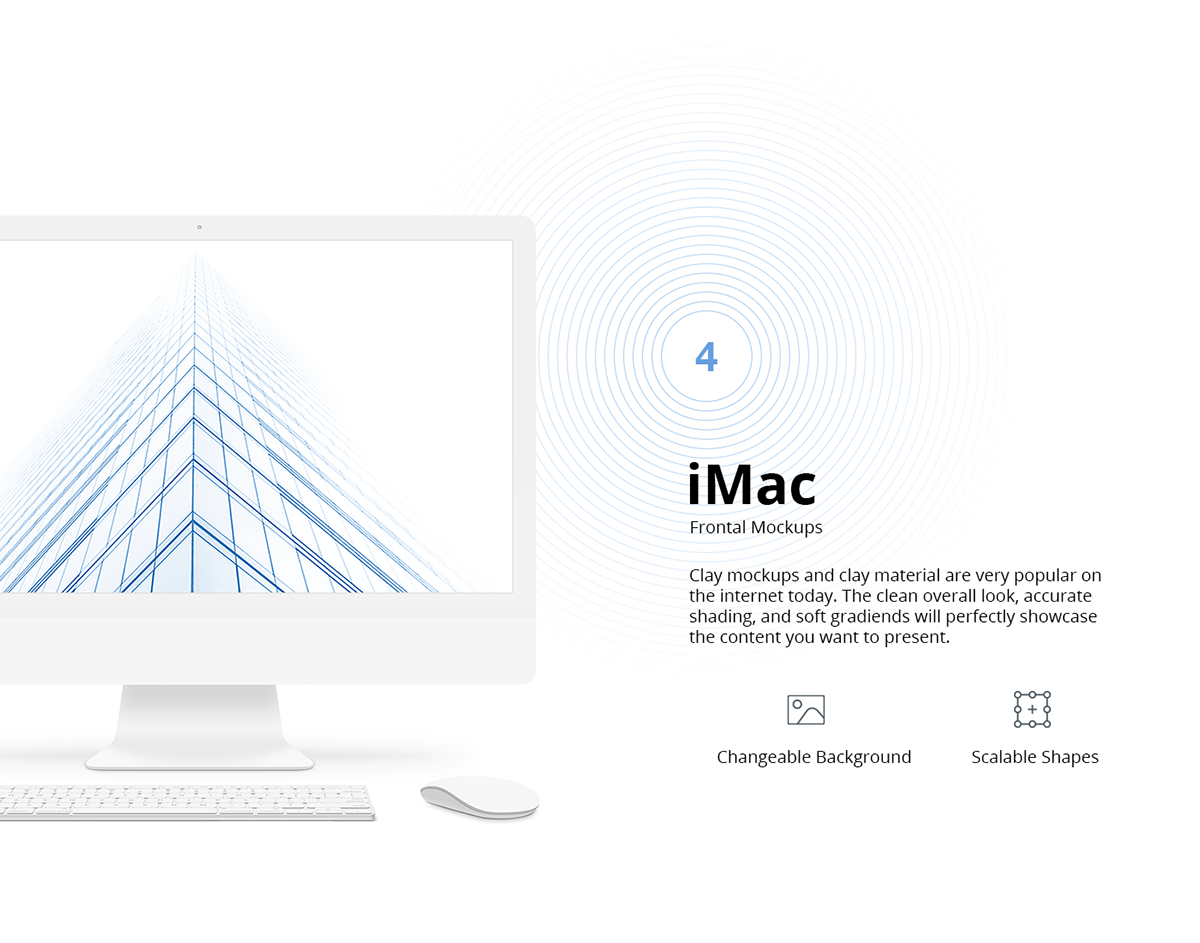 4
iMac
Frontal Mockups
Clay mockups and clay material are very popular on
the internet today. The clean overall look, accurate
shading, and soft gradiends will perfectly showcase
the content you want to present.
Changeable Background
Scalable Shapes